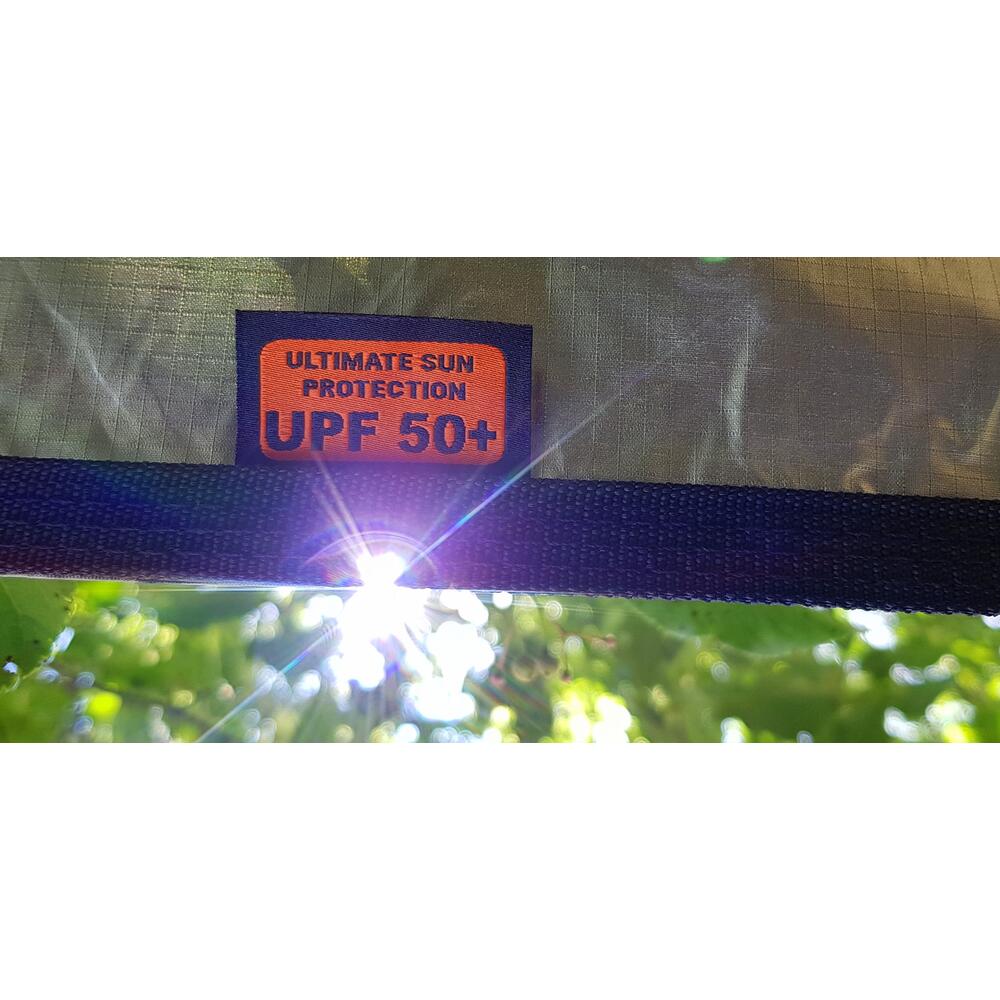 ULTIMATE SUN
PROTECTION
UPF 50+